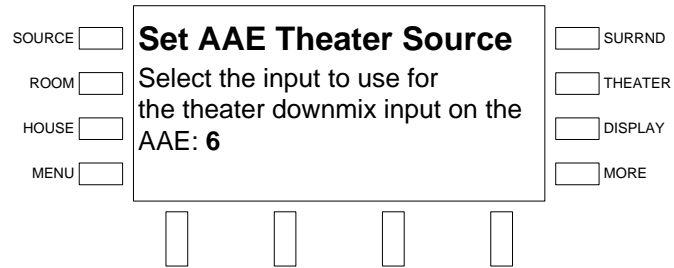 SOURCE
ROOM
HOUSE
MENU
Set AAE Theater Source
Select the input to use for
the theater downmix input on the
AAE: 6
SURRND
THEATER
DISPLAY
MORE